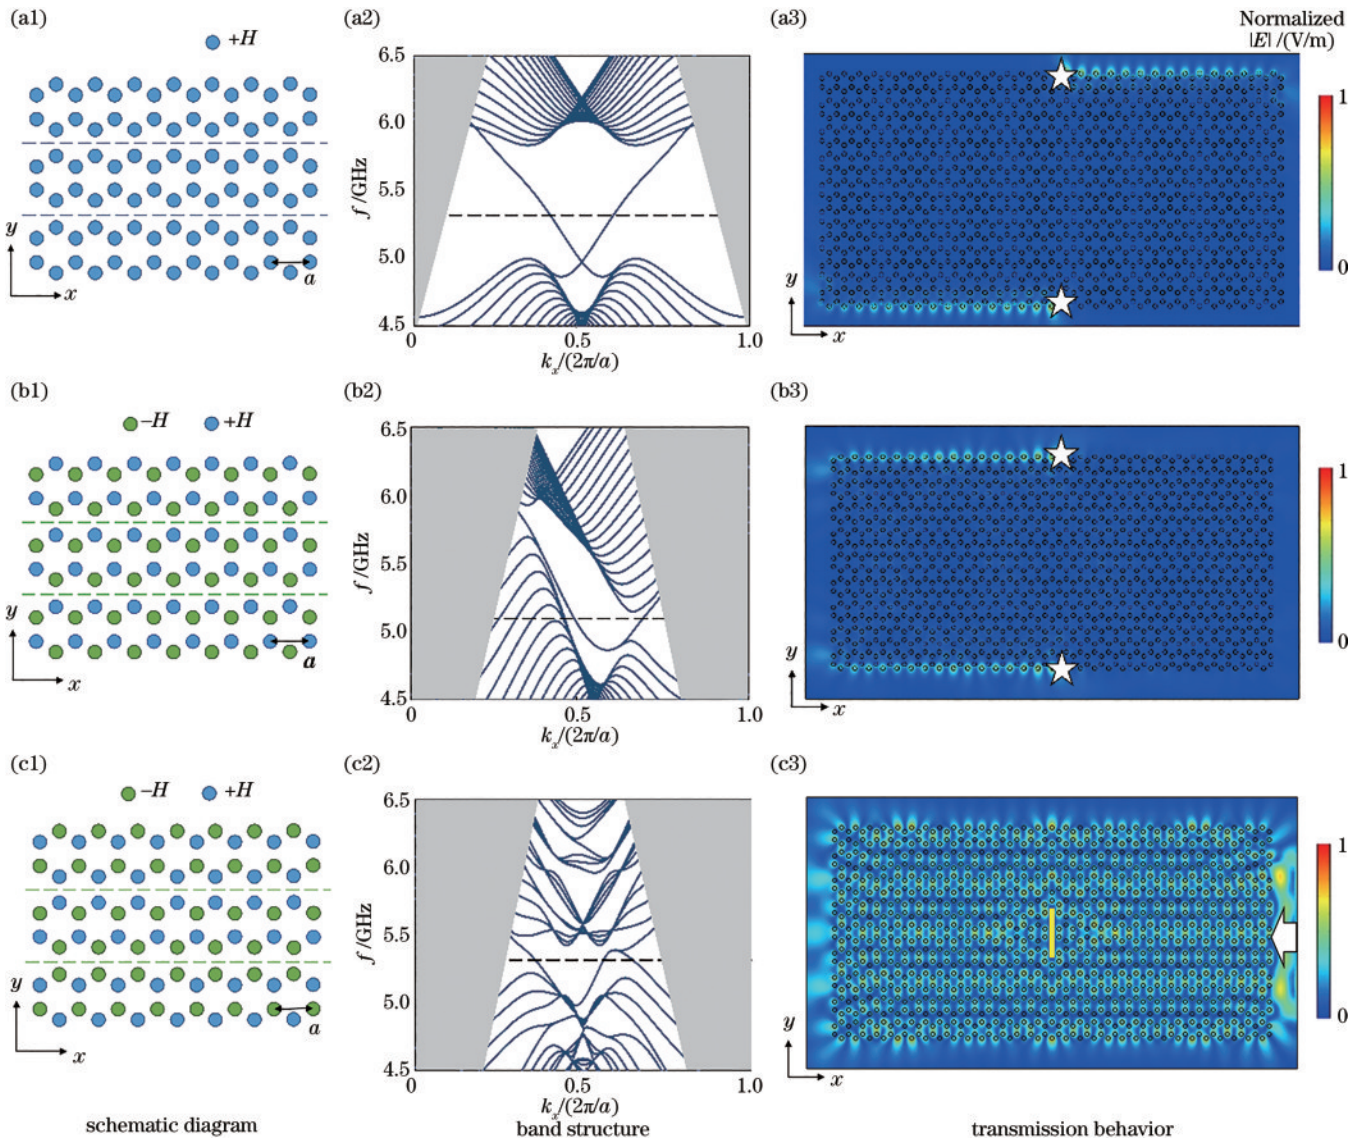 (a1)
+H
y
x
a
(a2)
6.5
6.0
5.5
5.0
4.5
f /GHz
0
0.5
1.0
kx/(2π/a)
(a3)
y
x
Normalized
|E| /(V/m)
1
0
(b1)
−H
+H
y
x
a
(b2)
6.5
6.0
5.5
5.0
4.5
f /GHz
0
0.5
1.0
kx/(2π/a)
(b3)
y
x
1
0
(c1)
−H
+H
y
x
a
(c2)
6.5
6.0
5.5
5.0
4.5
f /GHz
0
0.5
1.0
kx/(2π/a)
(c3)
y
x
1
0
schematic diagram
band structure
transmission behavior